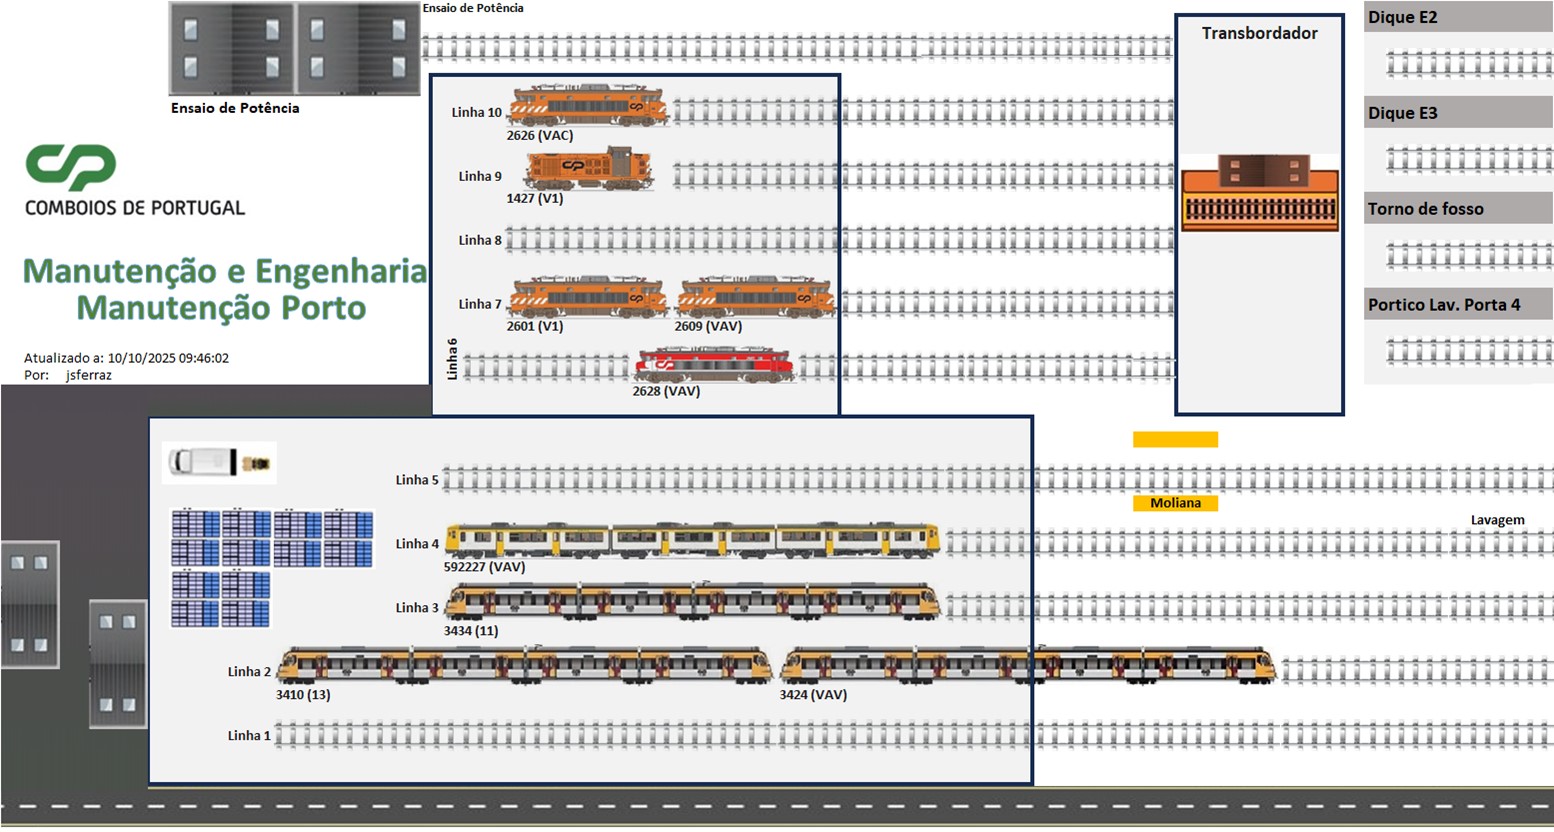 Ensaio de Potência
Ensaio de Potência
Transbordador
Dique E2
Dique E3
Torno de fosso
Portico Lav. Porta 4
CP
COMBOIOS DE PORTUGAL
Manutenção e Engenharia
Manutenção Porto
Atualizado a: 10/10/2025 09:46:02
Por: jsferraz
Linha 10
2626 (VAC)
Linha 9
1427 (V1)
Linha 8
Linha 7
2601 (V1) 2609 (VAV)
Linha 6
2628 (VAV)
Linha 5
Moliana
Lavagem
Linha 4
592227 (VAV)
Linha 3
3434 (11)
Linha 2
3410 (13) 3424 (VAV)
Linha 1